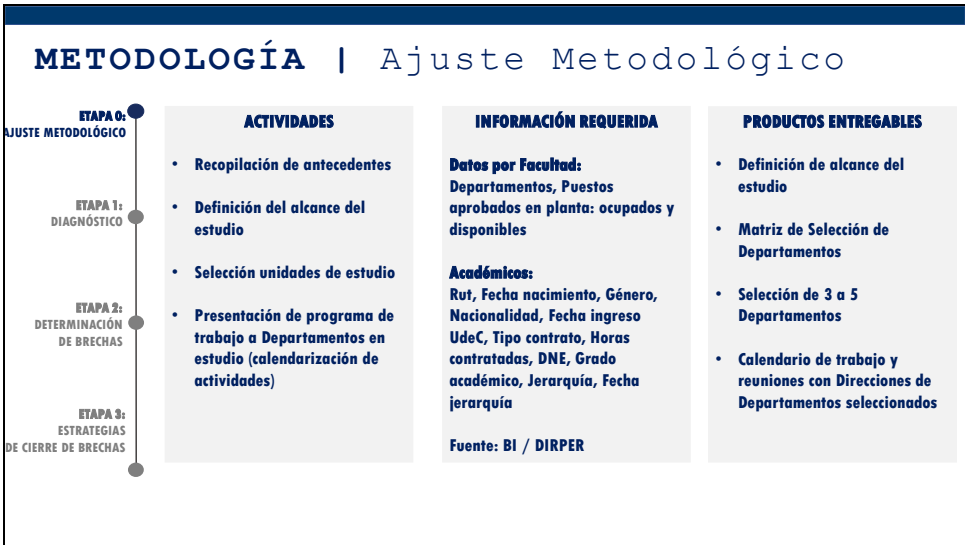 METODOLOGÍA | Ajuste Metodológico
ETAPA 0:
AJUSTE METODOLÓGICO
ETAPA 1:
DIAGNÓSTICO
ETAPA 2:
DETERMINACIÓN
DE BRECHAS
ETAPA 3:
ESTRATEGIAS
DE CIERRE DE BRECHAS
ACTIVIDADES
• Recopilación de antecedentes
• Definición del alcance del
estudio
• Selección unidades de estudio
• Presentación de programa de
trabajo a Departamentos en
estudio (calendarización de
actividades)
INFORMACIÓN REQUERIDA
Datos por Facultad:
Departamentos, Puestos
aprobados en planta: ocupados y
disponibles
Académicos:
Rut, Fecha nacimiento, Género,
Nacionalidad, Fecha ingreso
UdeC, Tipo contrato, Horas
contratadas, DNE, Grado
académico, Jerarquía, Fecha
jerarquía
Fuente: BI / DIRPER
PRODUCTOS ENTREGABLES
• Definición de alcance del
estudio
• Matriz de Selección de
Departamentos
• Selección de 3 a 5
Departamentos
• Calendario de trabajo y
reuniones con Direcciones de
Departamentos seleccionados